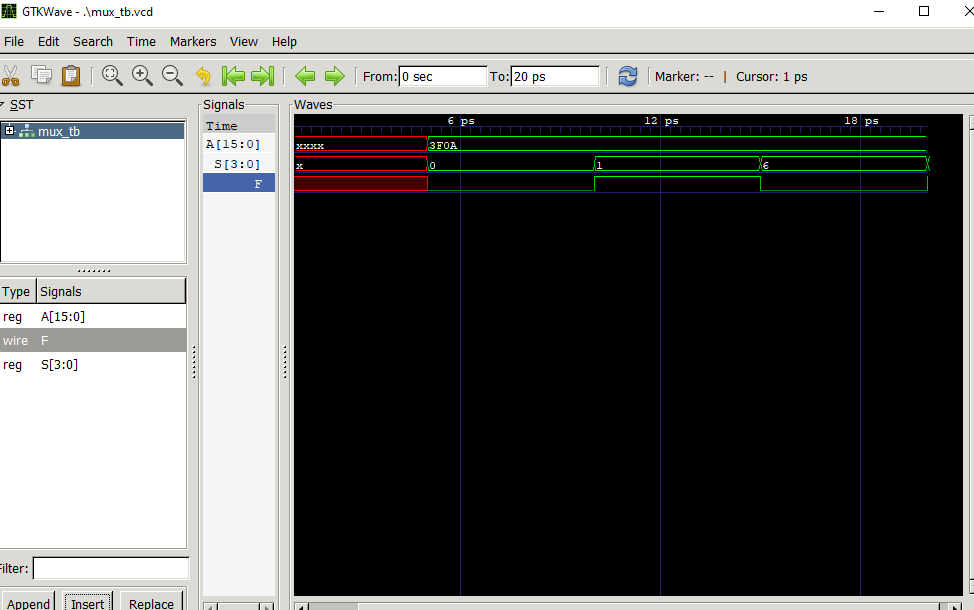 GTKWave - .\mux_tb.vcd
File Edit Search Time Markers View Help
From: 0 sec To: 20 ps Marker: -- | Cursor: 1 ps
SST
mux_tb
Type Signals
reg A[15:0]
wire F
reg S[3:0]
Filter:
Append Insert Replace
Signals
Time
A[15:0]
S[3:0]
F
Waves
6 ps 12 ps 18 ps
xxxx 3F0A
x 0 1 6